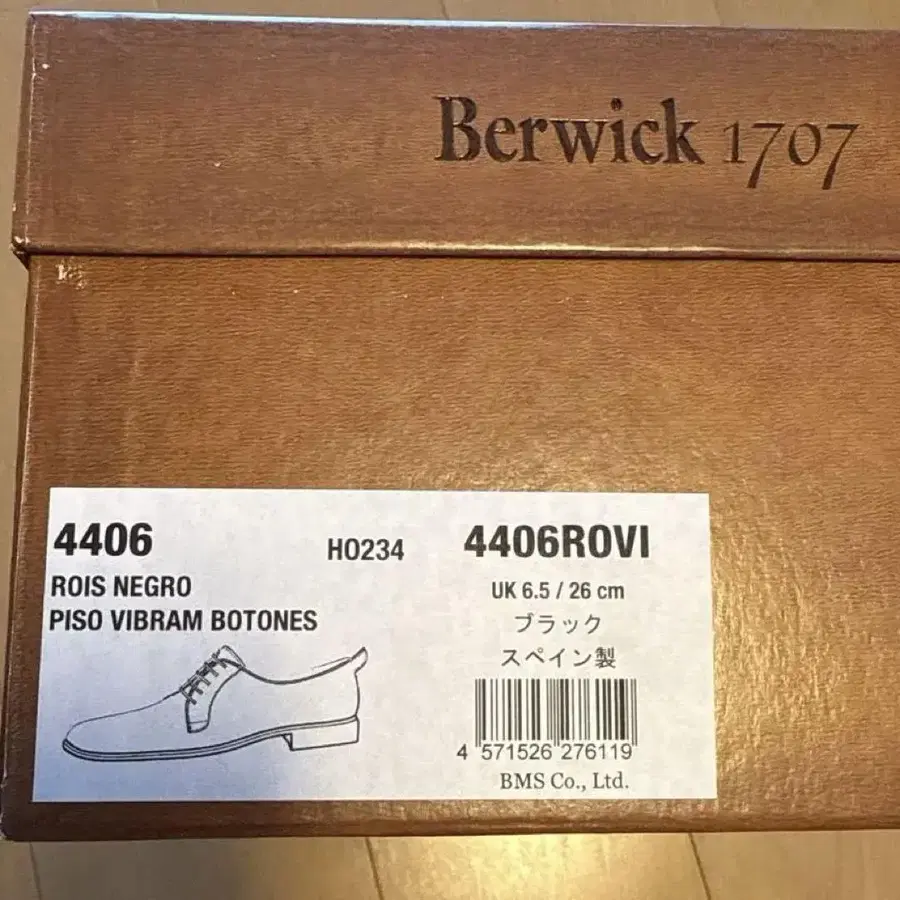 Berwick 1707
4406 HO234 4406ROVI
ROIS NEGRO
PISO VIBRAM BOTONES
UK 6.5 / 26 cm
ブラック
スペイン製
4 571526 276119
BMS Co., Ltd.